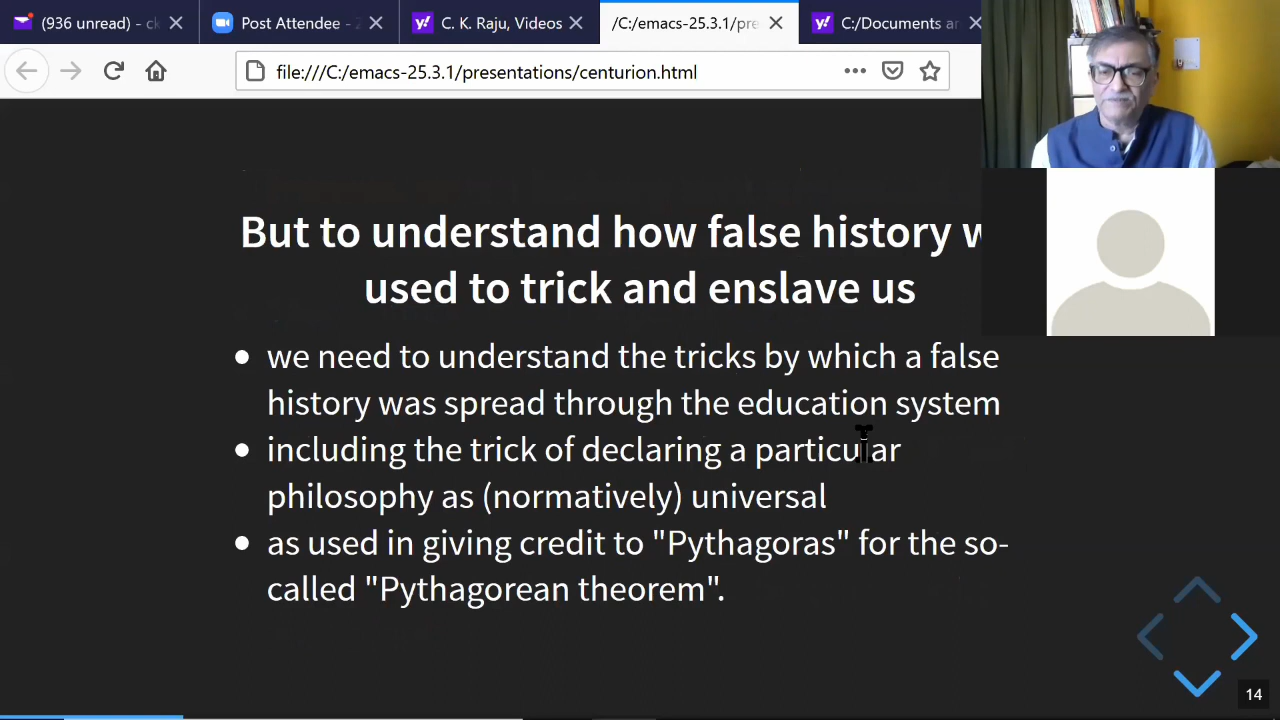 (936 unread) – ck
Post Attendee - Z
C. K. Raju, Videos
/C:/emacs-25.3.1/pre
C:/Documents an
file:///C:/emacs-25.3.1/presentations/centurion.html
But to understand how false history w
used to trick and enslave us
• we need to understand the tricks by which a false
history was spread through the education system
• including the trick of declaring a particular
philosophy as (normatively) universal
• as used in giving credit to "Pythagoras" for the so-
called "Pythagorean theorem".
14